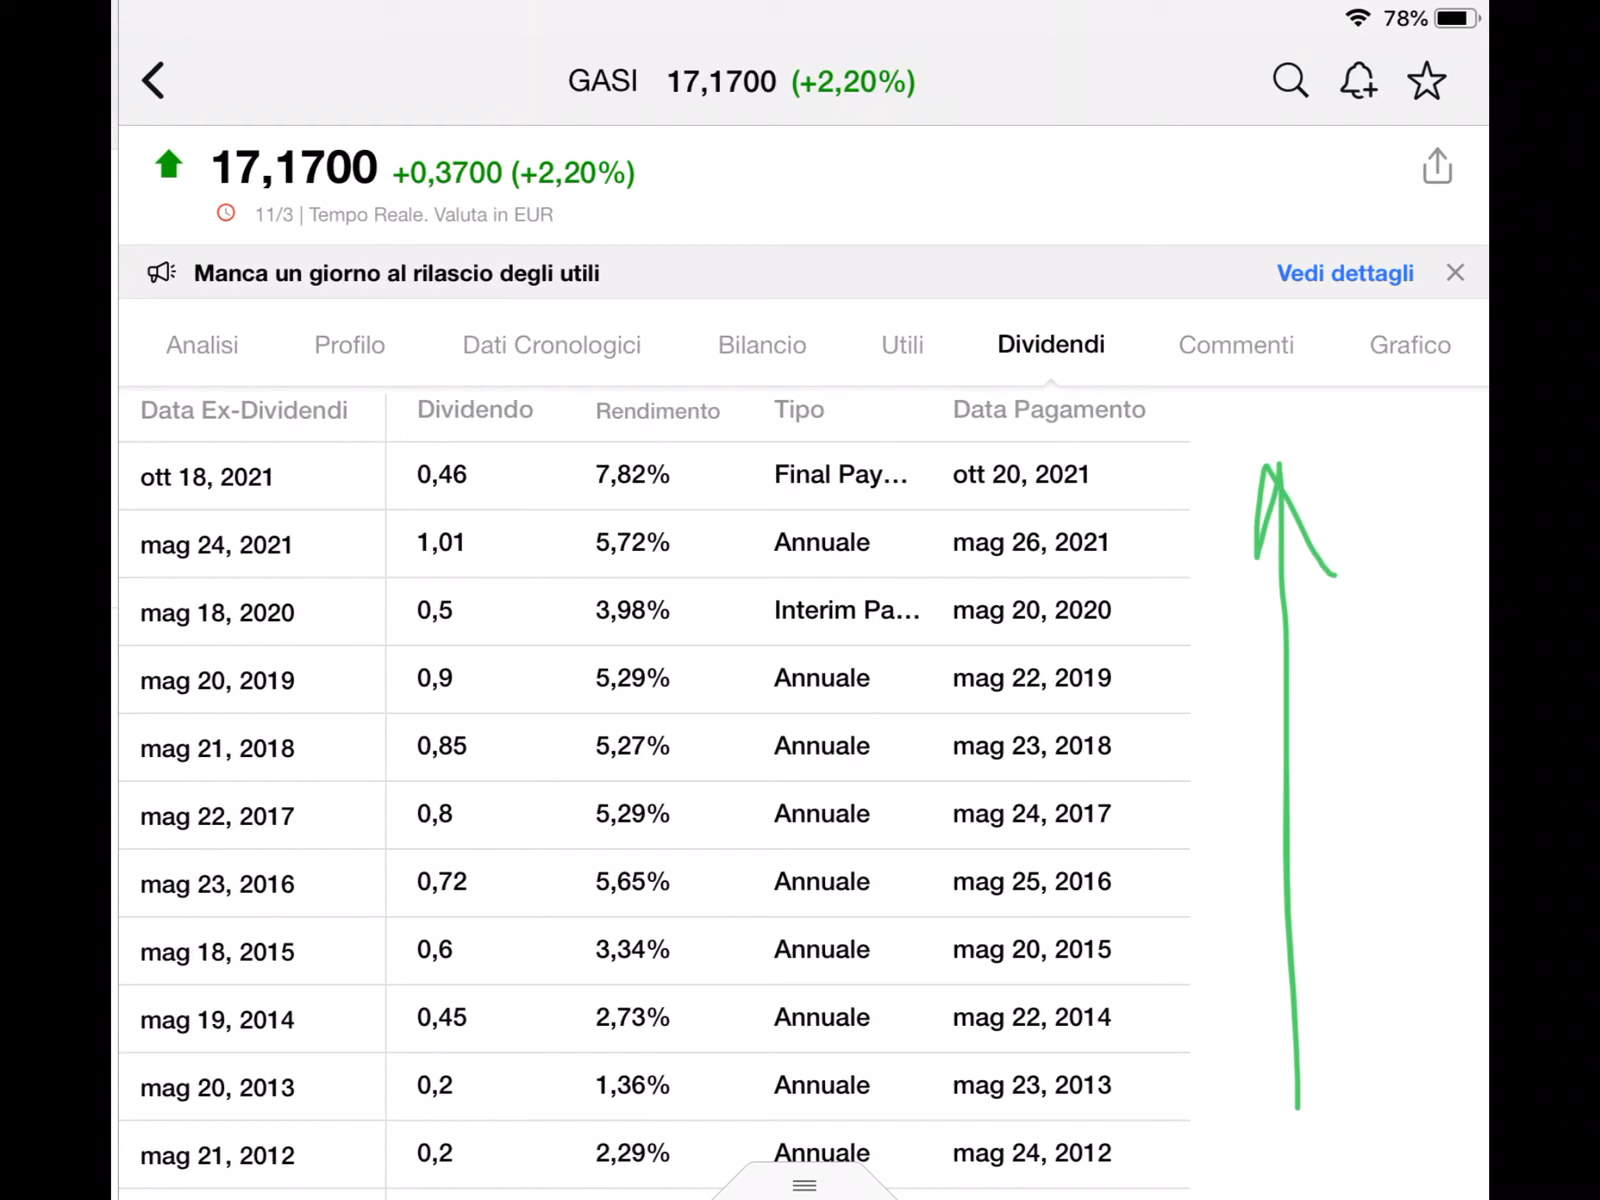 78%
GASI 17,1700 (+2,20%)
17,1700 +0,3700 (+2,20%)
11/3 | Tempo Reale. Valuta in EUR
Manca un giorno al rilascio degli utili Vedi dettagli
Analisi Profilo Dati Cronologici Bilancio Utili Dividendi Commenti Grafico
Data Ex-Dividendi Dividendo Rendimento Tipo Data Pagamento
ott 18, 2021 0,46 7,82% Final Pay... ott 20, 2021
mag 24, 2021 1,01 5,72% Annuale mag 26, 2021
mag 18, 2020 0,5 3,98% Interim Pa... mag 20, 2020
mag 20, 2019 0,9 5,29% Annuale mag 22, 2019
mag 21, 2018 0,85 5,27% Annuale mag 23, 2018
mag 22, 2017 0,8 5,29% Annuale mag 24, 2017
mag 23, 2016 0,72 5,65% Annuale mag 25, 2016
mag 18, 2015 0,6 3,34% Annuale mag 20, 2015
mag 19, 2014 0,45 2,73% Annuale mag 22, 2014
mag 20, 2013 0,2 1,36% Annuale mag 23, 2013
mag 21, 2012 0,2 2,29% Annuale mag 24, 2012